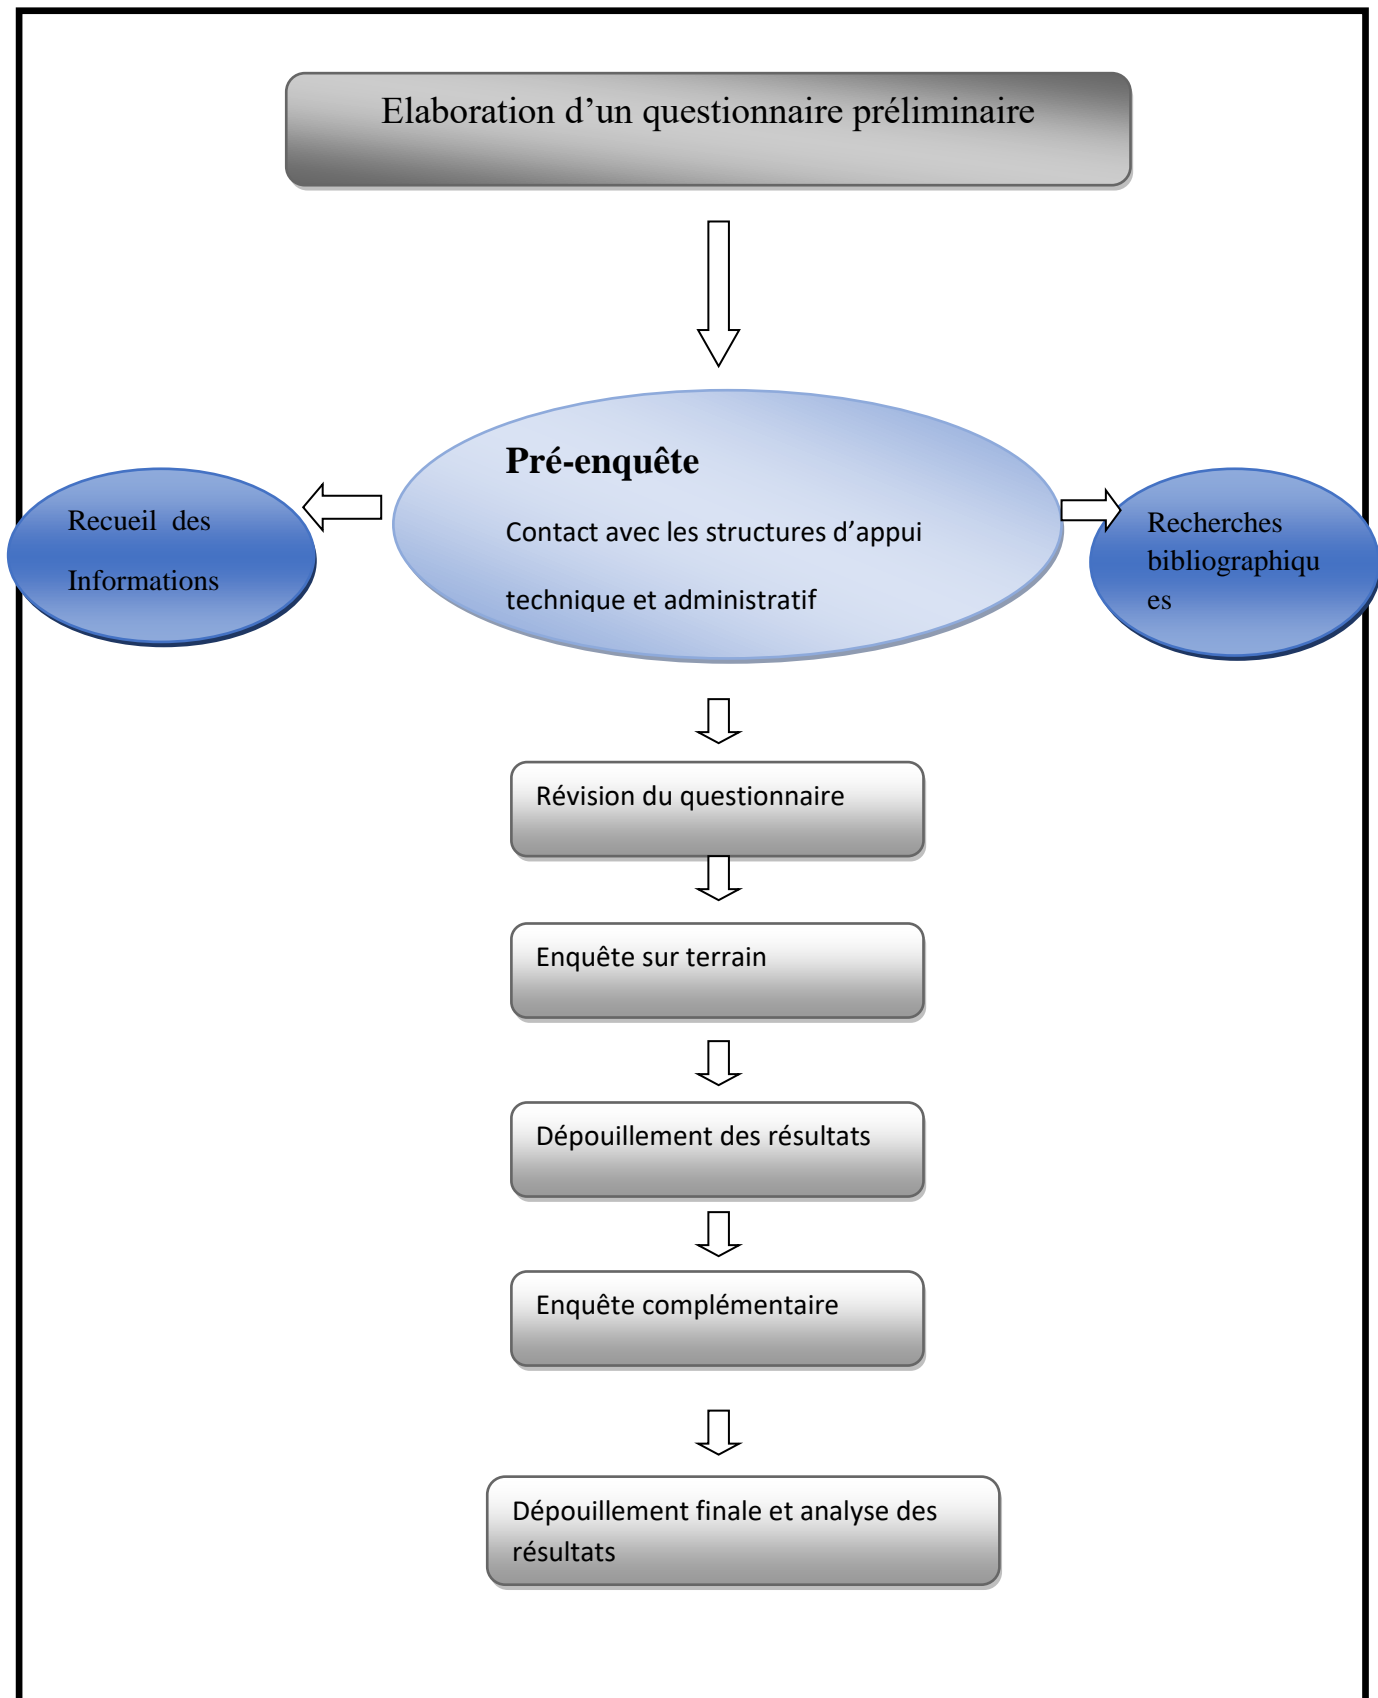 Elaboration d’un questionnaire préliminaire
Pré-enquête
Contact avec les structures d’appui
technique et administratif
Recueil des
Informations
Recherches
bibliographiqu
es
Révision du questionnaire
Enquête sur terrain
Dépouillement des résultats
Enquête complémentaire
Dépouillement finale et analyse des
résultats